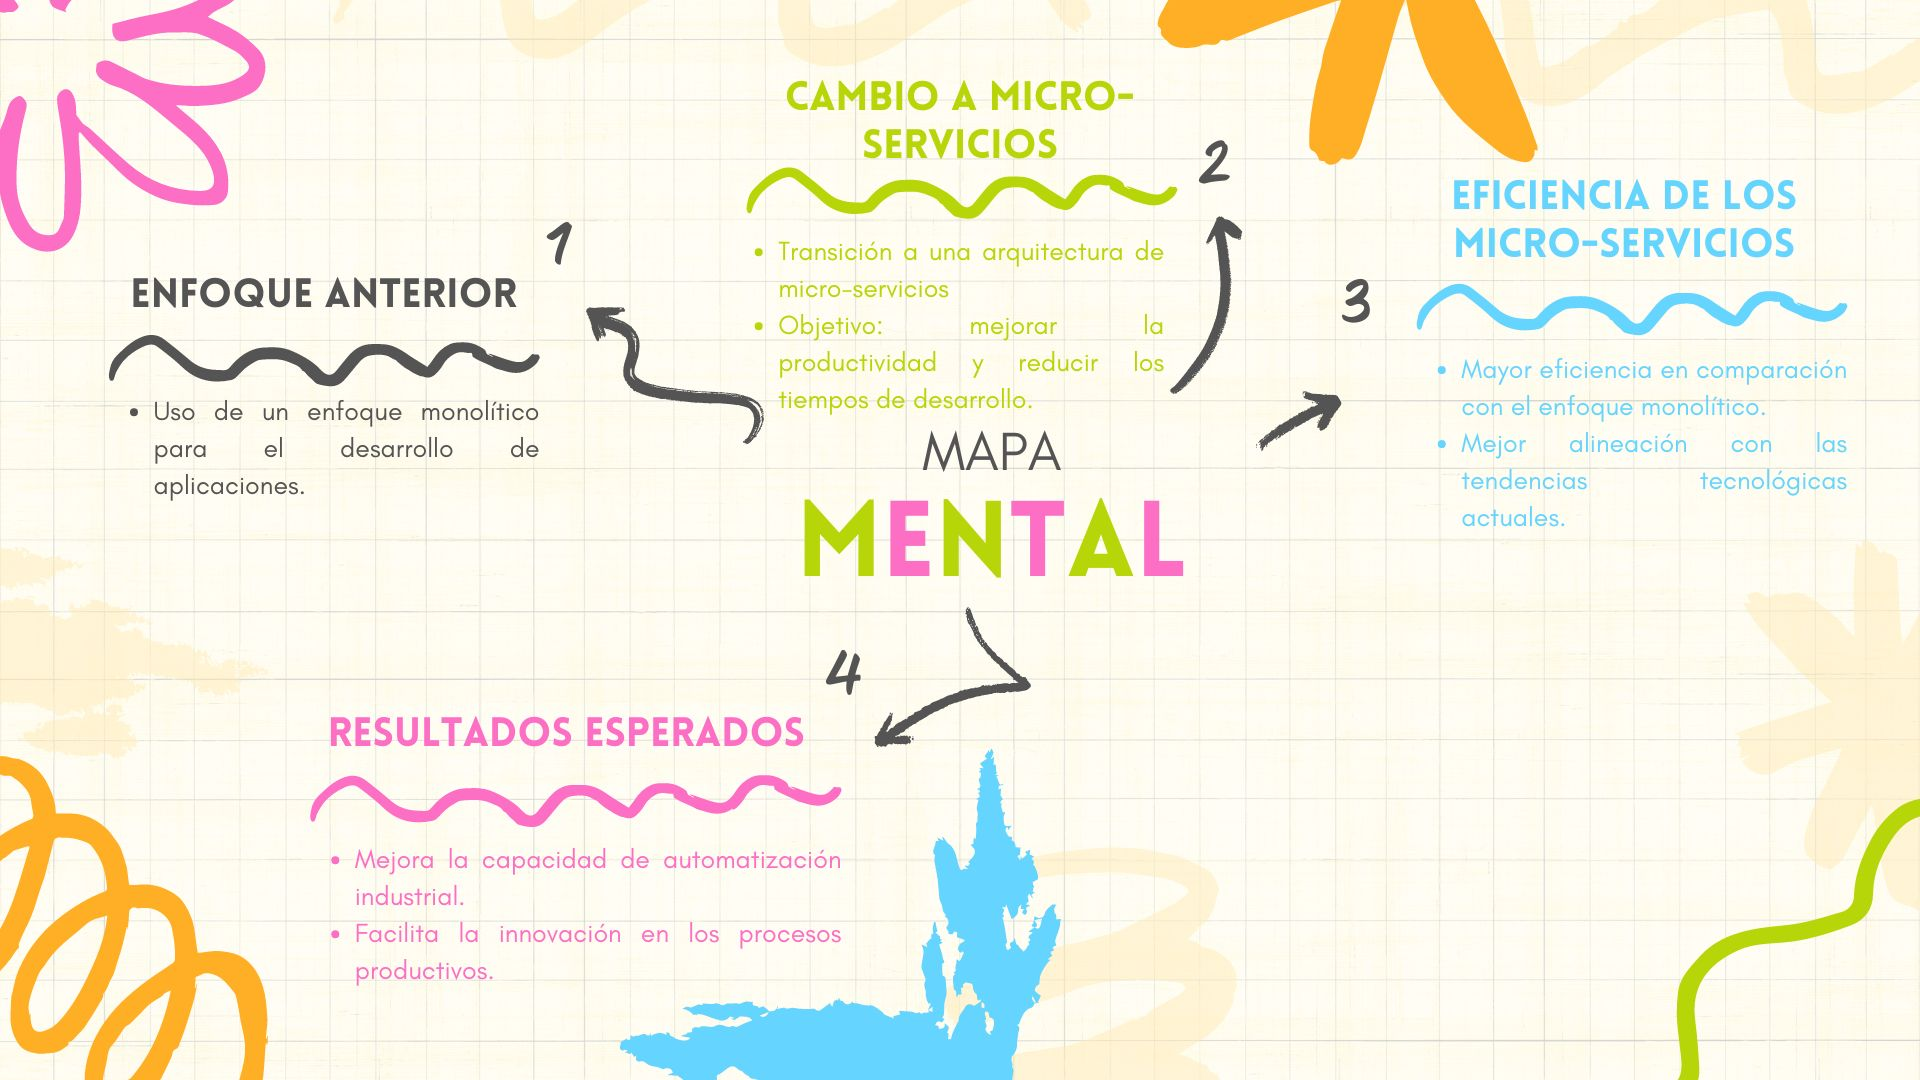 1
ENFOQUE ANTERIOR
• Uso de un enfoque monolítico
para el desarrollo de
aplicaciones.
2
CAMBIO A MICRO-
SERVICIOS
• Transición a una arquitectura de
micro-servicios
• Objetivo: mejorar la
productividad y reducir los
tiempos de desarrollo.
MAPA
MENTAL
3
EFICIENCIA DE LOS
MICRO-SERVICIOS
• Mayor eficiencia en comparación
con el enfoque monolítico.
• Mejor alineación con las
tendencias tecnológicas
actuales.
4
RESULTADOS ESPERADOS
• Mejora la capacidad de automatización
industrial.
• Facilita la innovación en los procesos
productivos.